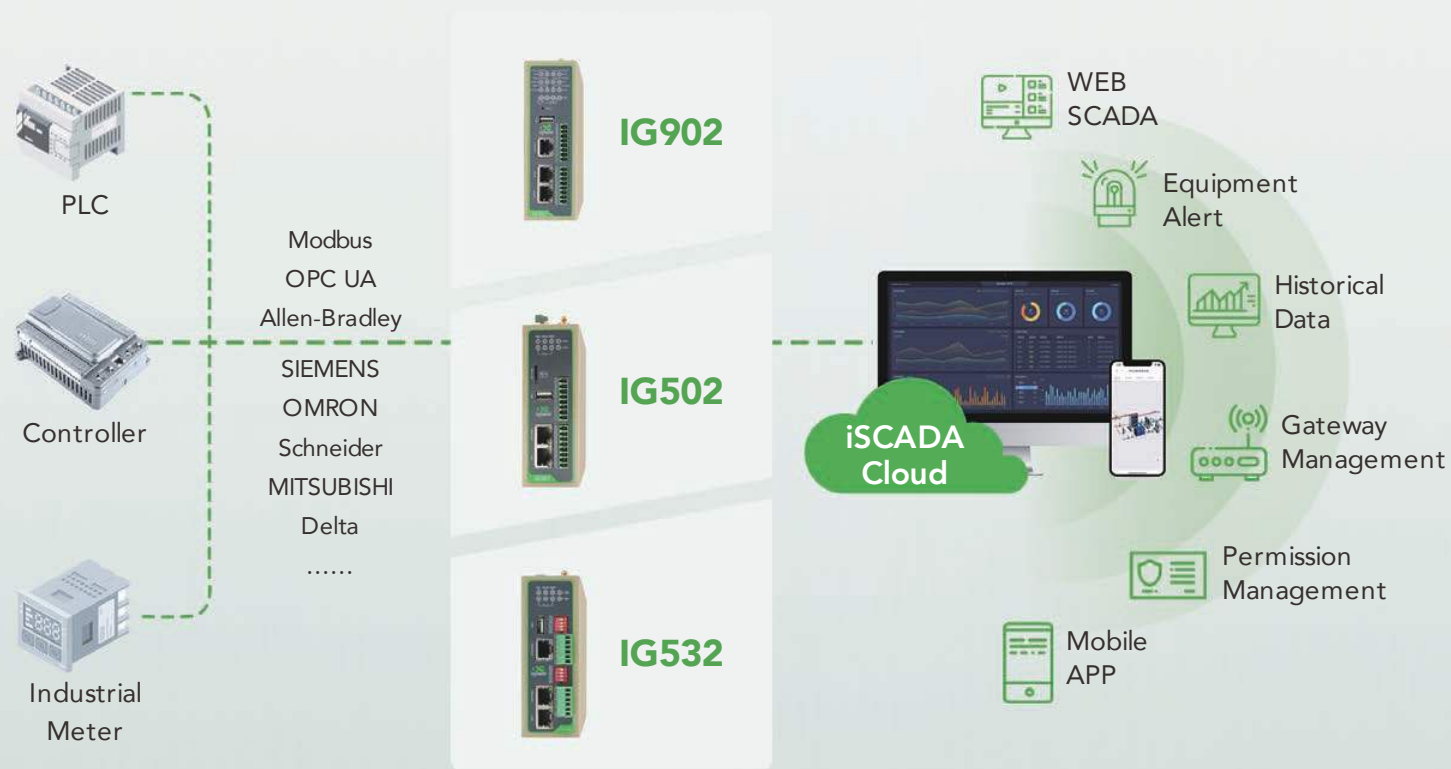 PLC
Controller
Industrial
Meter
Modbus
OPC UA
Allen-Bradley
SIEMENS
OMRON
Schneider
MITSUBISHI
Delta
……
IG902
IG502
IG532
iSCADA
Cloud
WEB
SCADA
Equipment
Alert
Historical
Data
Gateway
Management
Permission
Management
Mobile
APP